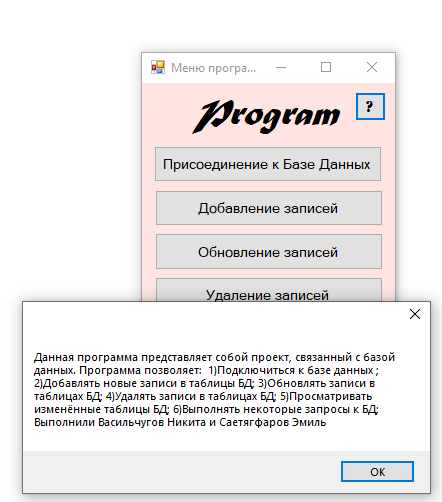 Меню програ...
Program
?
Присоединение к Базе Данных
Добавление записей
Обновление записей
Удаление записей
Данная программа представляет собой проект, связанный с базой
данных. Программа позволяет:  1)Подключиться к базе данных ;
2)Добавлять новые записи в таблицы БД; 3)Обновлять записи в
таблицах БД; 4)Удалять записи в таблицах БД; 5)Просматривать
изменённые таблицы БД; 6)Выполнять некоторые запросы к БД;
Выполнили Васильчугов Никита и Саетягфаров Эмиль
ОК